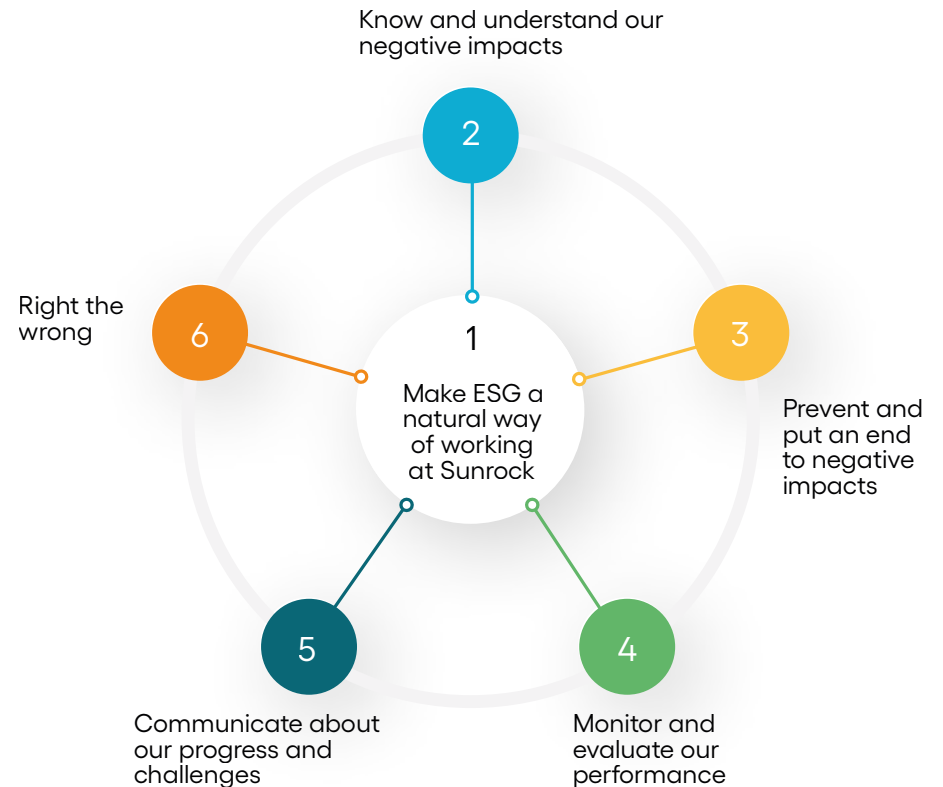 Know and understand our
negative impacts
2
3
Prevent and
put an end
to negative
impacts
4
Monitor and
evaluate our
performance
5
Communicate about
our progress and
challenges
6
Right the
wrong
1
Make ESG a
natural way
of working
at Sunrock